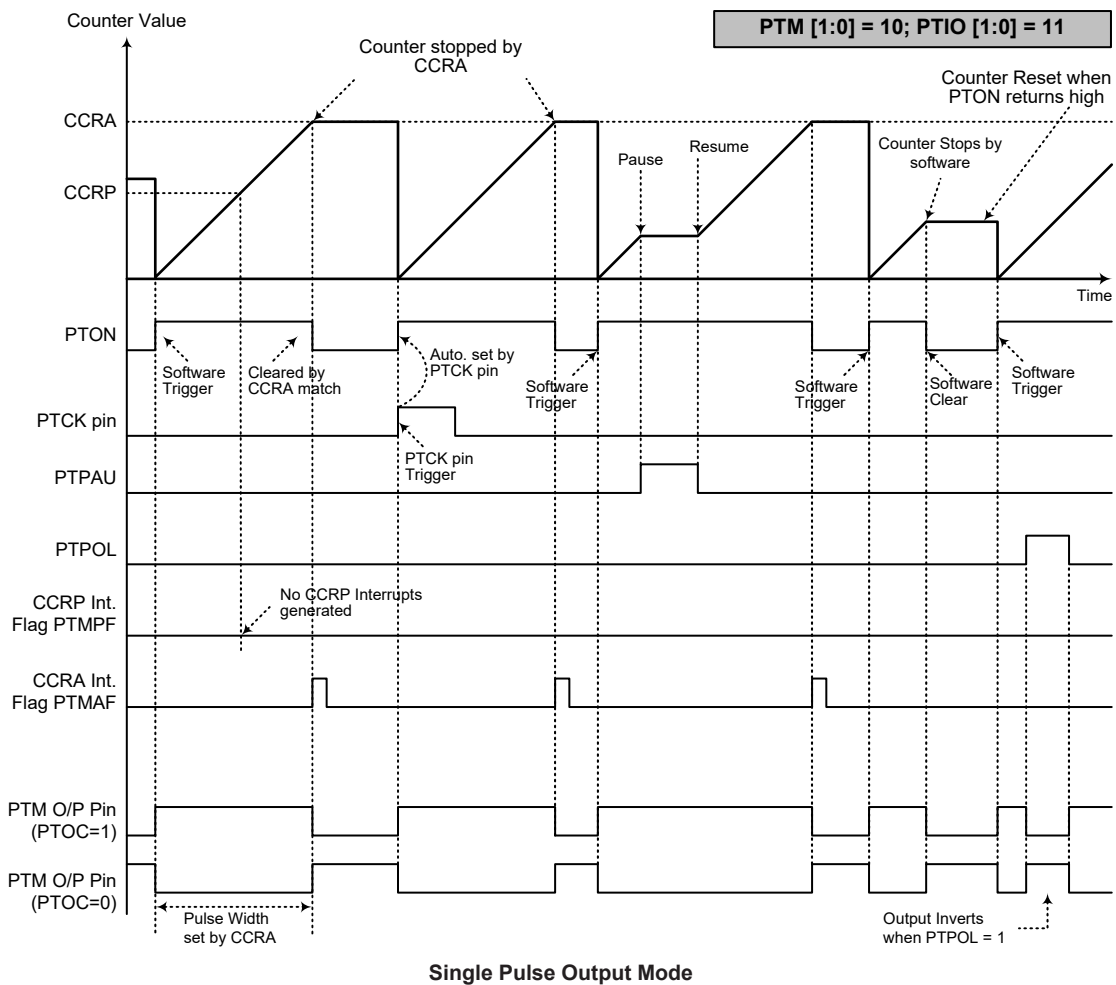 Counter Value
PTM [1:0] = 10; PTIO [1:0] = 11
Counter stopped by
CCRA
Counter Reset when
PTON returns high
CCRA
CCRP
Pause
Resume
Counter Stops by
software
Time
PTON
Software
Trigger
Cleared by
CCRA match
Auto. set by
PTCK pin
Software
Trigger
Software
Trigger
Software
Clear
Software
Trigger
PTCK pin
PTCK pin
Trigger
PTPAU
PTPOL
CCRP Int.
Flag PTMPF
No CCRP Interrupts
generated
CCRA Int.
Flag PTMAF
PTM O/P Pin
(PTOC=1)
PTM O/P Pin
(PTOC=0)
Pulse Width
set by CCRA
Output Inverts
when PTPOL = 1
Single Pulse Output Mode